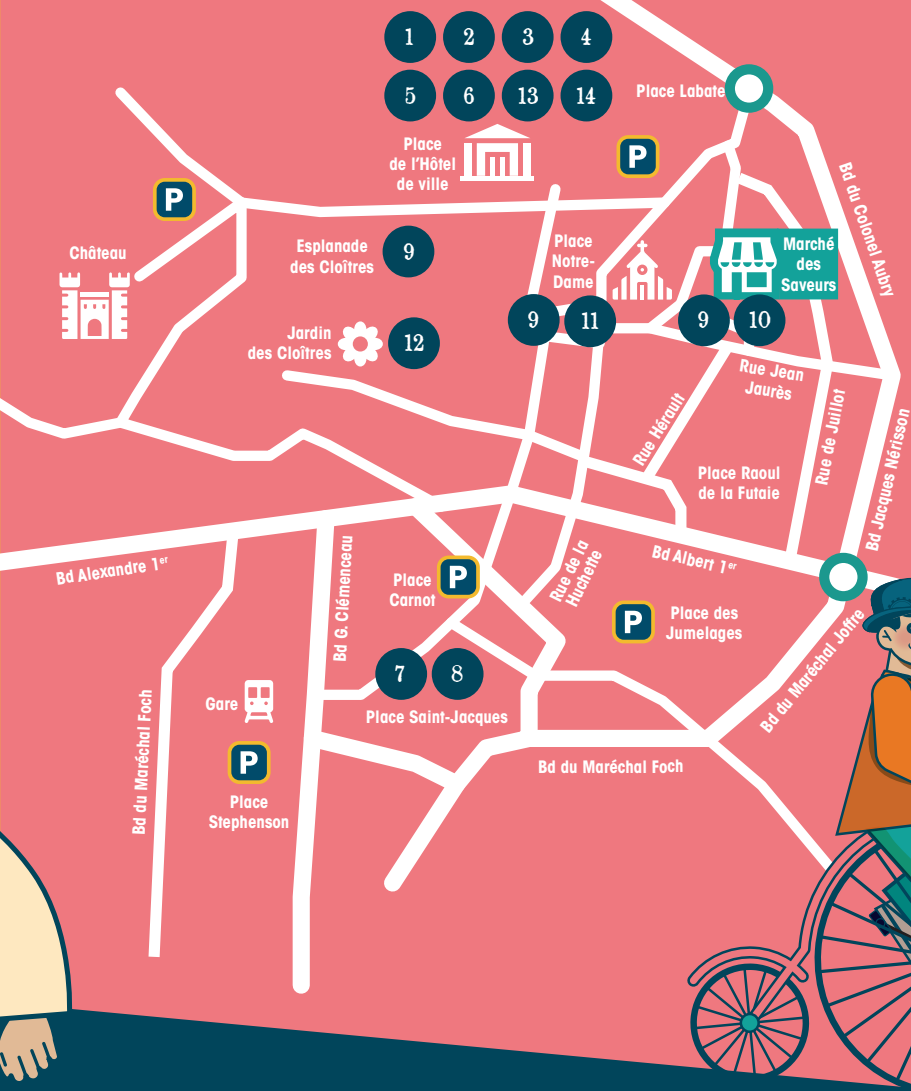 1 2 3 4
5 6 13 14
Place Labate
Place
de l'Hôtel
de ville
P
P
Château
Esplanade
des Cloîtres
9
Place
Notre-
Dame
Marché
des
Saveurs
Bd du Colonel Aubry
9 11
9 10
Jardin
des Cloîtres
12
Rue Jean
Jaurès
Rue Hérault
Rue de Juillot
Bd Jacques Nérisson
Place Raoul
de la Futaie
Bd Alexandre 1er
Bd G. Clémenceau
Place
Carnot
P
Rue de la
Huchette
Bd Albert 1er
P
Place des
Jumelages
Bd du Maréchal Joffre
7 8
Place Saint-Jacques
Gare
P
Place
Stephenson
Bd du Maréchal Foch
Bd du Maréchal Foch